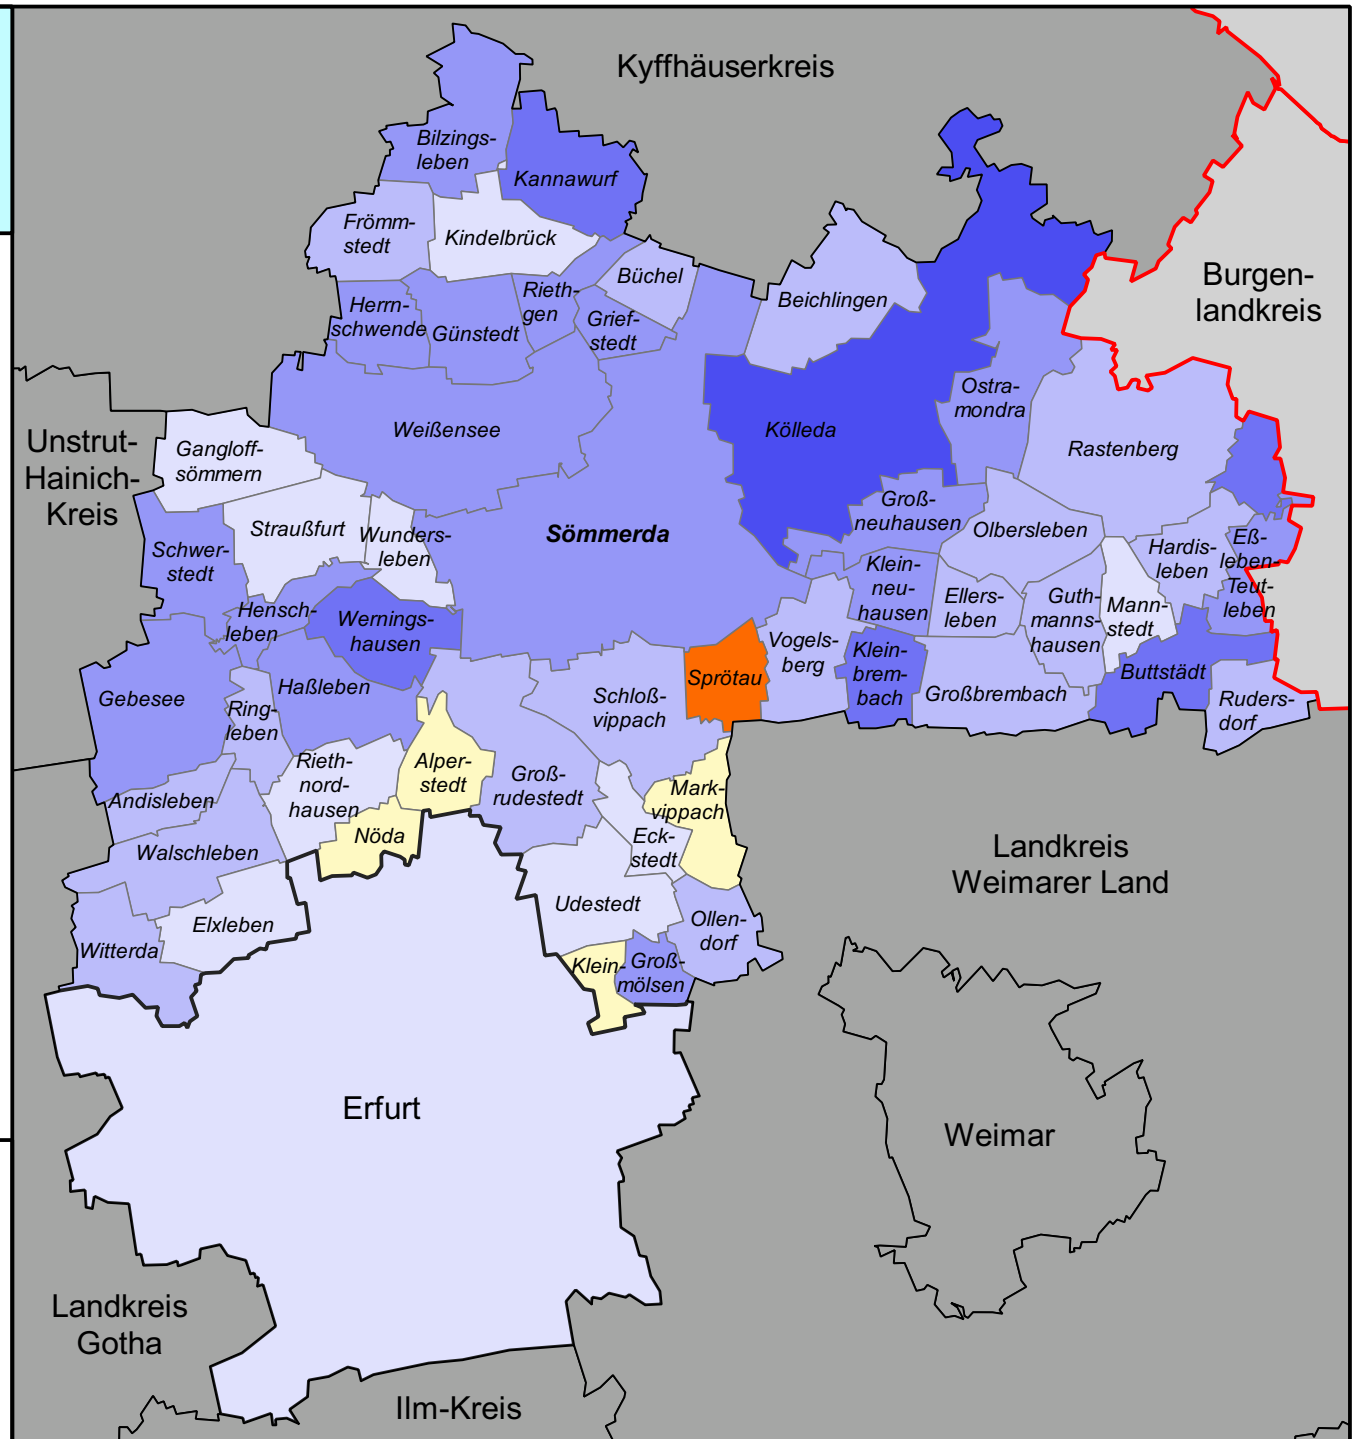 Kyffhäuserkreis
Bilzings-
leben
Kannawurf
Frömm-
stedt
Kindelbrück
Büchel
Beichlingen
Burgen-
landkreis
Herrn-
schwende
Günstedt
Rieth-
gen
Grief-
stedt
Ostra-
mondra
Weißensee
Kölleda
Rastenberg
Unstrut-
Hainich-
Kreis
Gangloff-
sömmern
Straußfurt
Wunders-
leben
Sömmerda
Groß-
neuhausen
Olbersleben
Hardis-
leben
Eß-
leben-
Teut-
leben
Schwer-
stedt
Hensch-
leben
Wernings-
hausen
Klein-
neu-
hausen
Ellers-
leben
Guth-
manns-
hausen
Mann-
stedt
Gebesee
Ring-
leben
Haßleben
Schloß-
vippach
Sprötau
Vogels-
berg
Klein-
brem-
bach
Großbrembach
Buttstädt
Ruders-
dorf
Andisleben
Rieth-
nord-
hausen
Alper-
stedt
Groß-
rudestedt
Mark-
vippach
Walschleben
Nöda
Eck-
stedt
Landkreis
Weimarer Land
Witterda
Elxleben
Udestedt
Ollen-
dorf
Klein-
Groß-
mölsen
Erfurt
Weimar
Landkreis
Gotha
Ilm-Kreis